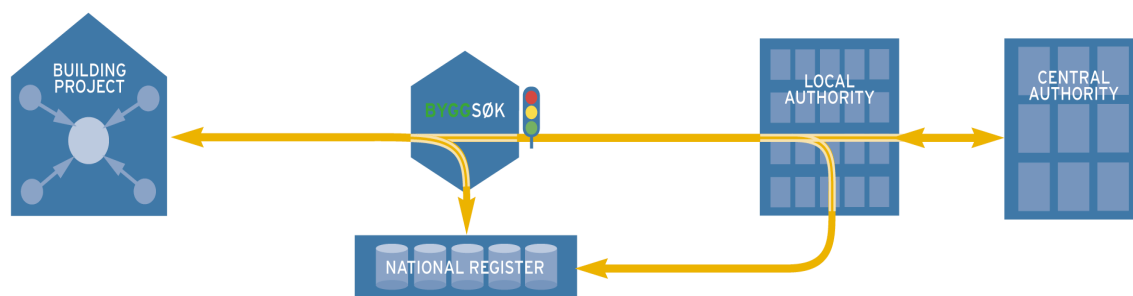 BUILDING
PROJECT
BYGGSØK
LOCAL
AUTHORITY
CENTRAL
AUTHORITY
NATIONAL REGISTER